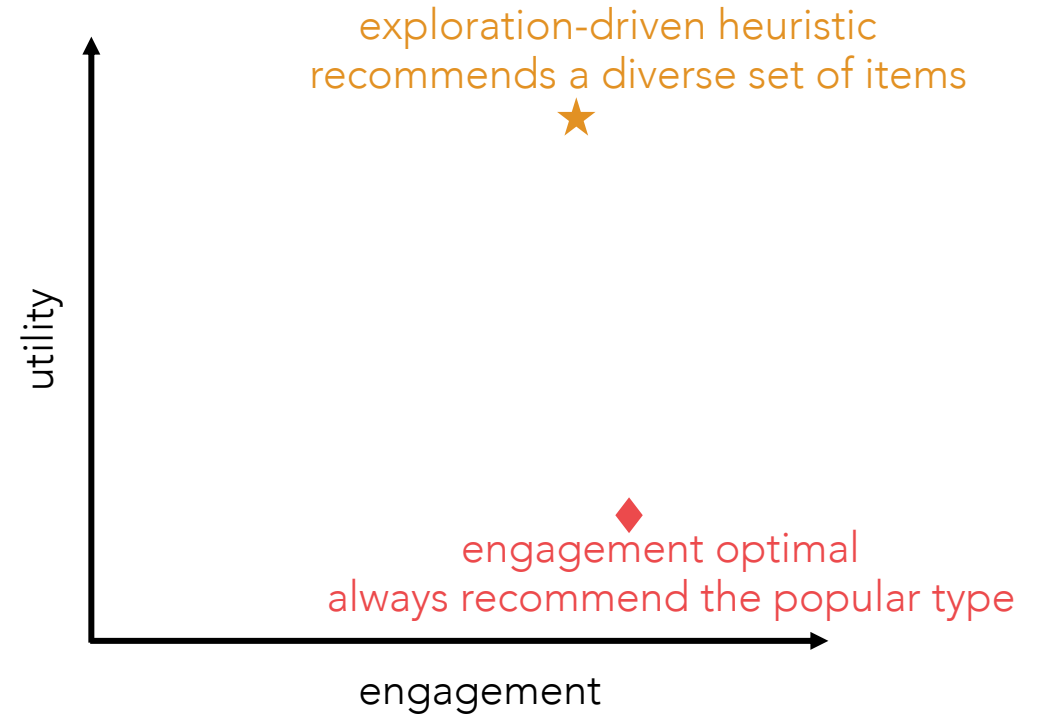 exploration-driven heuristic
recommends a diverse set of items
utility
engagement optimal
always recommend the popular type
engagement